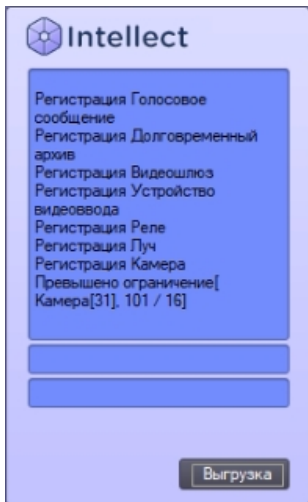 Intellect
Регистрация Голосовое
сообщение
Регистрация Долговременный
архив
Регистрация Видеошлюз
Регистрация Устройство
видеоввода
Регистрация Реле
Регистрация Луч
Регистрация Камера
Превышено ограничение[
Камера[31], 101 / 16]
Выгрузка